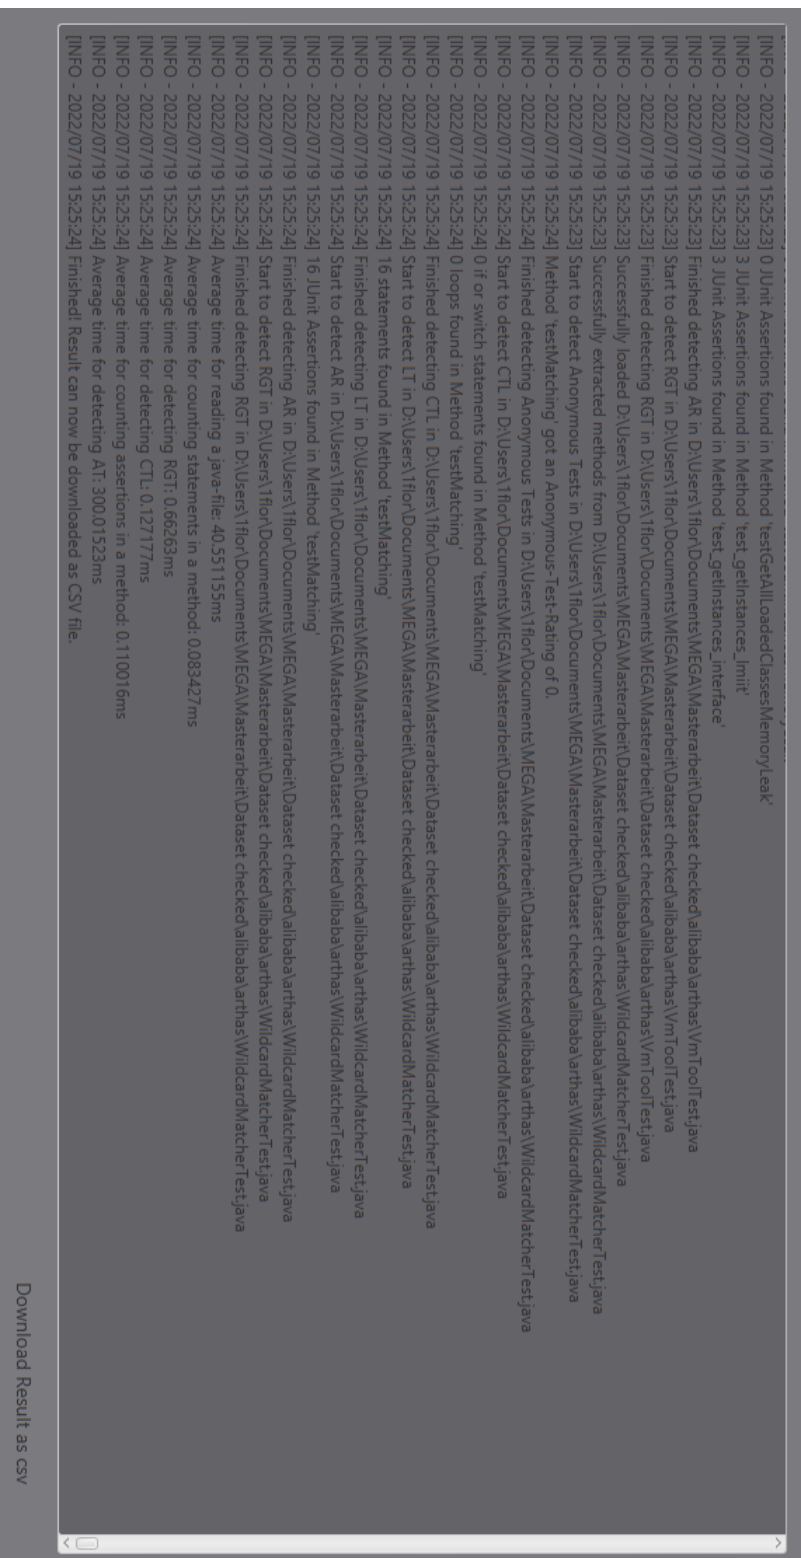 [INFO - 2022/07/19 15:25:23] 0 JUnit Assertions found in Method 'testGetAllLoadedClassesMemoryLeak'
[INFO - 2022/07/19 15:25:23] 3 JUnit Assertions found in Method 'test_getInstances_lmiit'
[INFO - 2022/07/19 15:25:23] 3 JUnit Assertions found in Method 'test_getInstances_interface'
[INFO - 2022/07/19 15:25:23] Finished detecting AR in D:\Users\1flor\Documents\MEGA\Masterarbeit\Dataset checked\alibaba\arthas\VmToolTest.java
[INFO - 2022/07/19 15:25:23] Start to detect RGT in D:\Users\1flor\Documents\MEGA\Masterarbeit\Dataset checked\alibaba\arthas\VmToolTest.java
[INFO - 2022/07/19 15:25:23] Finished detecting RGT in D:\Users\1flor\Documents\MEGA\Masterarbeit\Dataset checked\alibaba\arthas\VmToolTest.java
[INFO - 2022/07/19 15:25:23] Successfully loaded D:\Users\1flor\Documents\MEGA\Masterarbeit\Dataset checked\alibaba\arthas\WildcardMatcherTest.java
[INFO - 2022/07/19 15:25:23] Successfully extracted methods from D:\Users\1flor\Documents\MEGA\Masterarbeit\Dataset checked\alibaba\arthas\WildcardMatcherTest.java
[INFO - 2022/07/19 15:25:23] Start to detect Anonymous Tests in D:\Users\1flor\Documents\MEGA\Masterarbeit\Dataset checked\alibaba\arthas\WildcardMatcherTest.java
[INFO - 2022/07/19 15:25:24] Method 'testMatching' got an Anonymous-Test-Rating of 0.
[INFO - 2022/07/19 15:25:24] Finished detecting Anonymous Tests in D:\Users\1flor\Documents\MEGA\Masterarbeit\Dataset checked\alibaba\arthas\WildcardMatcherTest.java
[INFO - 2022/07/19 15:25:24] Start to detect CTL in D:\Users\1flor\Documents\MEGA\Masterarbeit\Dataset checked\alibaba\arthas\WildcardMatcherTest.java
[INFO - 2022/07/19 15:25:24] 0 if or switch statements found in Method 'testMatching'
[INFO - 2022/07/19 15:25:24] 0 loops found in Method 'testMatching'
[INFO - 2022/07/19 15:25:24] Finished detecting CTL in D:\Users\1flor\Documents\MEGA\Masterarbeit\Dataset checked\alibaba\arthas\WildcardMatcherTest.java
[INFO - 2022/07/19 15:25:24] Start to detect LT in D:\Users\1flor\Documents\MEGA\Masterarbeit\Dataset checked\alibaba\arthas\WildcardMatcherTest.java
[INFO - 2022/07/19 15:25:24] 16 statements found in Method 'testMatching'
[INFO - 2022/07/19 15:25:24] Finished detecting LT in D:\Users\1flor\Documents\MEGA\Masterarbeit\Dataset checked\alibaba\arthas\WildcardMatcherTest.java
[INFO - 2022/07/19 15:25:24] Start to detect AR in D:\Users\1flor\Documents\MEGA\Masterarbeit\Dataset checked\alibaba\arthas\WildcardMatcherTest.java
[INFO - 2022/07/19 15:25:24] 16 JUnit Assertions found in Method 'testMatching'
[INFO - 2022/07/19 15:25:24] Finished detecting AR in D:\Users\1flor\Documents\MEGA\Masterarbeit\Dataset checked\alibaba\arthas\WildcardMatcherTest.java
[INFO - 2022/07/19 15:25:24] Start to detect RGT in D:\Users\1flor\Documents\MEGA\Masterarbeit\Dataset checked\alibaba\arthas\WildcardMatcherTest.java
[INFO - 2022/07/19 15:25:24] Finished detecting RGT in D:\Users\1flor\Documents\MEGA\Masterarbeit\Dataset checked\alibaba\arthas\WildcardMatcherTest.java
[INFO - 2022/07/19 15:25:24] Average time for reading a java-file: 40.551155ms
[INFO - 2022/07/19 15:25:24] Average time for counting statements in a method: 0.083427ms
[INFO - 2022/07/19 15:25:24] Average time for detecting RGT: 0.66263ms
[INFO - 2022/07/19 15:25:24] Average time for detecting CTL: 0.127177ms
[INFO - 2022/07/19 15:25:24] Average time for counting assertions in a method: 0.110016ms
[INFO - 2022/07/19 15:25:24] Average time for detecting AT: 300.01523ms
[INFO - 2022/07/19 15:25:24] Finished! Result can now be downloaded as CSV file.
Download Result as csv